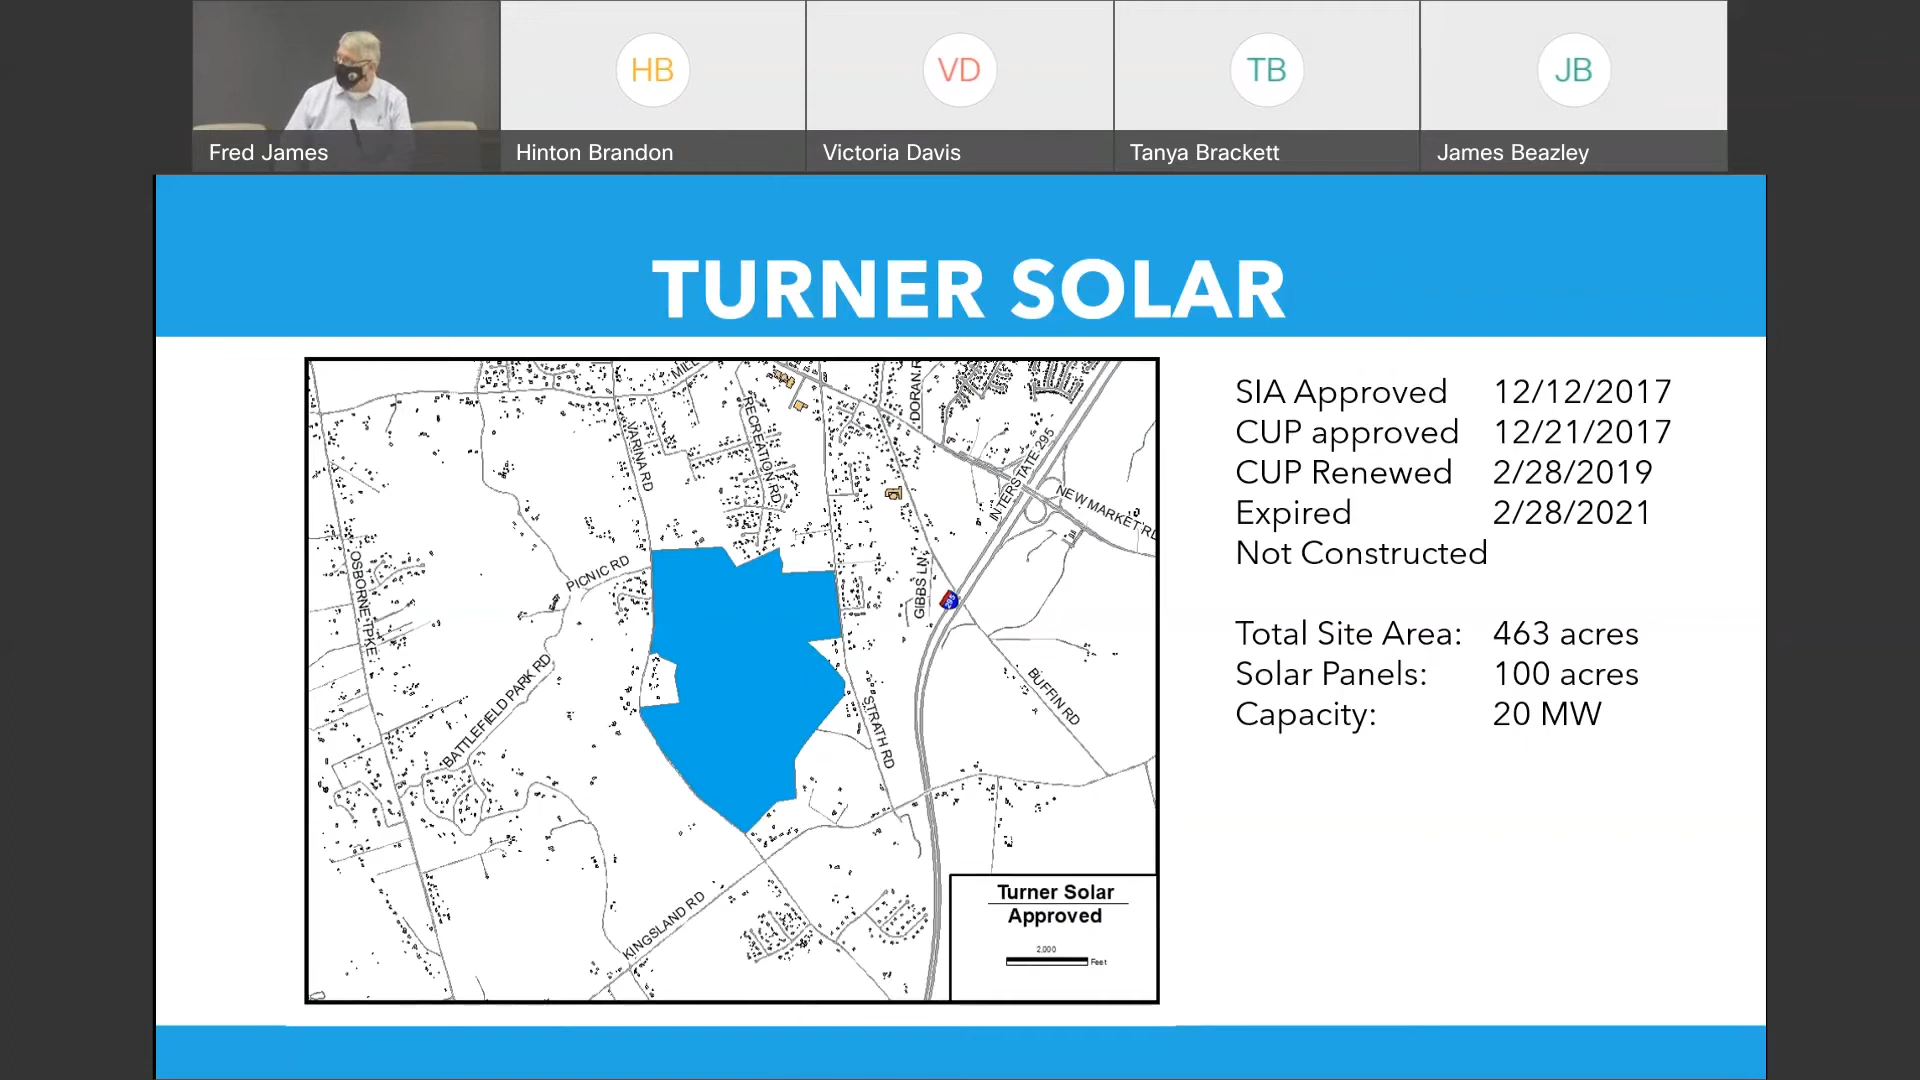 HB
VD
TB
JB
Fred James
Hinton Brandon
Victoria Davis
Tanya Brackett
James Beazley
TURNER SOLAR
SIA Approved 12/12/2017
CUP approved 12/21/2017
CUP Renewed 2/28/2019
Expired 2/28/2021
Not Constructed
Total Site Area: 463 acres
Solar Panels: 100 acres
Capacity: 20 MW
MILL
DORAN R
VARINA RD
RECREATION RD
INTERSTATE 295
NEW MARKET RD
OSBORNE TPKE
PICNIC RD
GIBBS LN
295
BATTLEFIELD PARK RD
STRATH RD
BUFFIN RD
KINGSLAND RD
Turner Solar
Approved
2,000
Feet